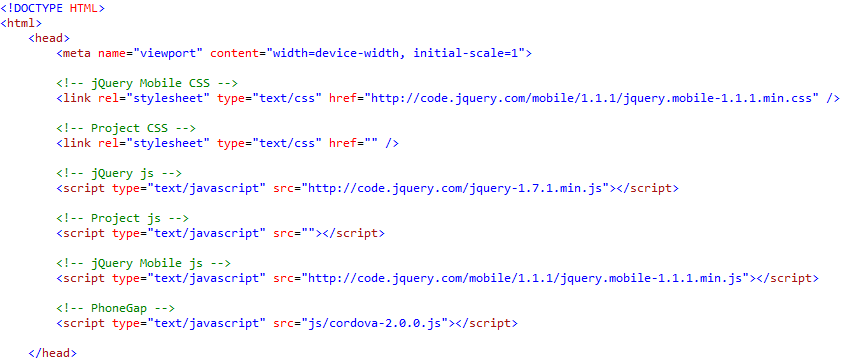 <!DOCTYPE HTML>
<html>
<head>
<meta name="viewport" content="width=device-width, initial-scale=1">
<!-- jQuery Mobile CSS -->
<link rel="stylesheet" type="text/css" href="http://code.jquery.com/mobile/1.1.1/jquery.mobile-1.1.1.min.css" />
<!-- Project CSS -->
<link rel="stylesheet" type="text/css" href="" />
<!-- jQuery js -->
<script type="text/javascript" src="http://code.jquery.com/jquery-1.7.1.min.js"></script>
<!-- Project js -->
<script type="text/javascript" src=""></script>
<!-- jQuery Mobile js -->
<script type="text/javascript" src="http://code.jquery.com/mobile/1.1.1/jquery.mobile-1.1.1.min.js"></script>
<!-- PhoneGap -->
<script type="text/javascript" src="js/cordova-2.0.0.js"></script>
</head>